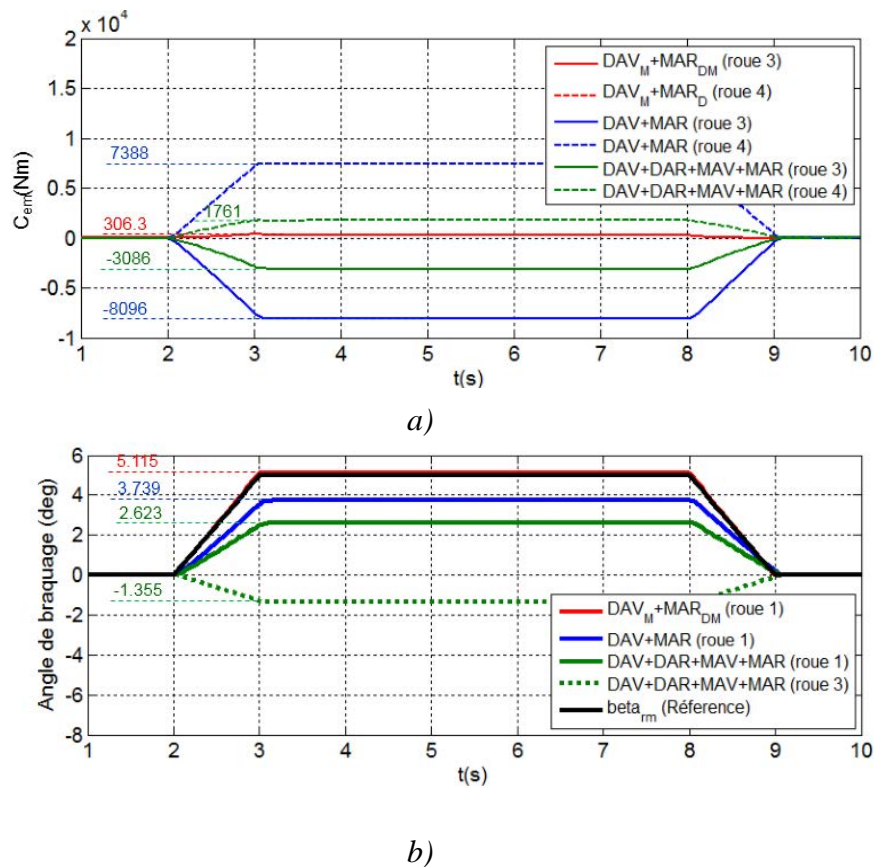 x 10⁴
2
1.5
1
0.5
0
-0.5
-1
C_em(Nm)
7388
1761
306.3
-3086
-8096
DAV_M+MAR_DM (roue 3)
DAV_M+MAR_D (roue 4)
DAV+MAR (roue 3)
DAV+MAR (roue 4)
DAV+DAR+MAV+MAR (roue 3)
DAV+DAR+MAV+MAR (roue 4)
1 2 3 4 5 6 7 8 9 10
t(s)
a)
6
4
2
0
-2
-4
-6
-8
Angle de braquage (deg)
5.115
3.739
2.623
-1.355
DAV_M+MAR_DM (roue 1)
DAV+MAR (roue 1)
DAV+DAR+MAV+MAR (roue 1)
DAV+DAR+MAV+MAR (roue 3)
beta_rm (Réference)
1 2 3 4 5 6 7 8 9 10
t(s)
b)